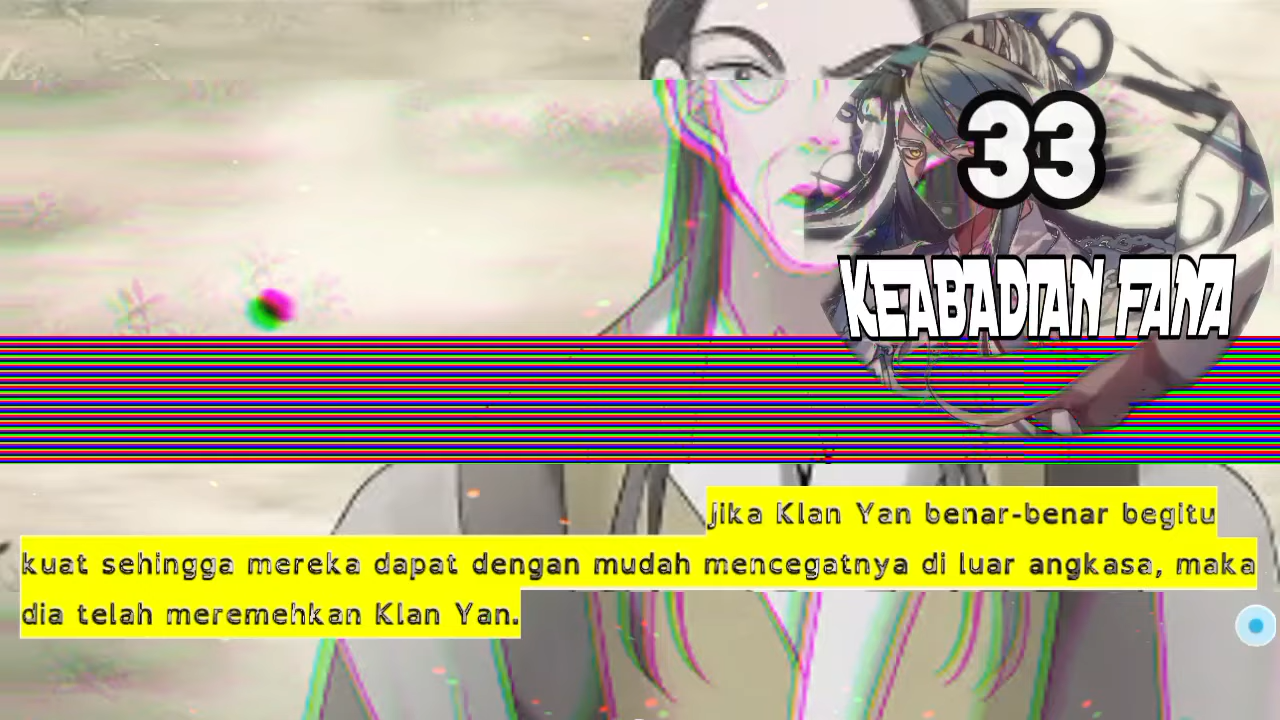 33
KEABADIAN FANA
Jika Klan Yan benar-benar begitu
kuat sehingga mereka dapat dengan mudah mencegatnya di luar angkasa, maka
dia telah meremehkan Klan Yan.